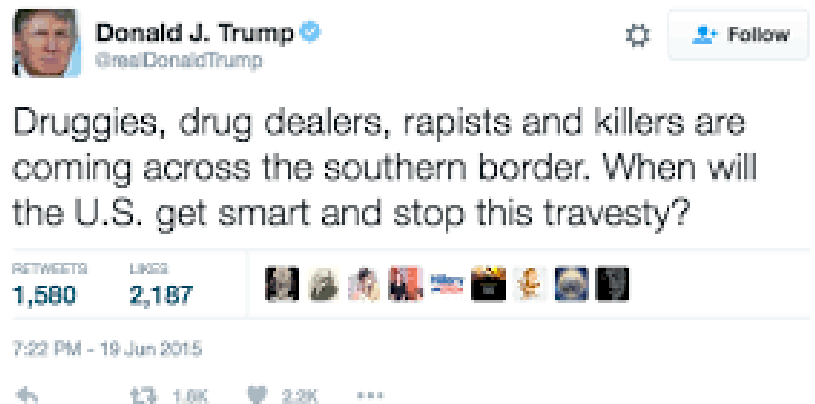 Donald J. Trump
@realDonaldTrump
Follow
Druggies, drug dealers, rapists and killers are
coming across the southern border. When will
the U.S. get smart and stop this travesty?
RETWEETS LIKES
1,580 2,187
7:22 PM - 19 Jun 2015
1.6K 2.2K